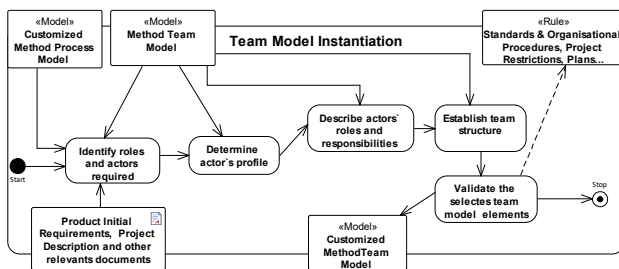 «Model»
Customized
Method Process
Model
«Model»
Method Team
Model
Team Model Instantiation
«Rule»
Standards & Organisational
Procedures, Project
Restrictions, Plans...
Start
Identify roles
and actors
required
Determine
actor`s profile
Describe actors`
roles and
responsibilities
Establish team
structure
Validate the
selectes team
model elements
Stop
Product Initial
Requirements, Project
Description and other
relevants documents
«Model»
Customized
MethodTeam
Model